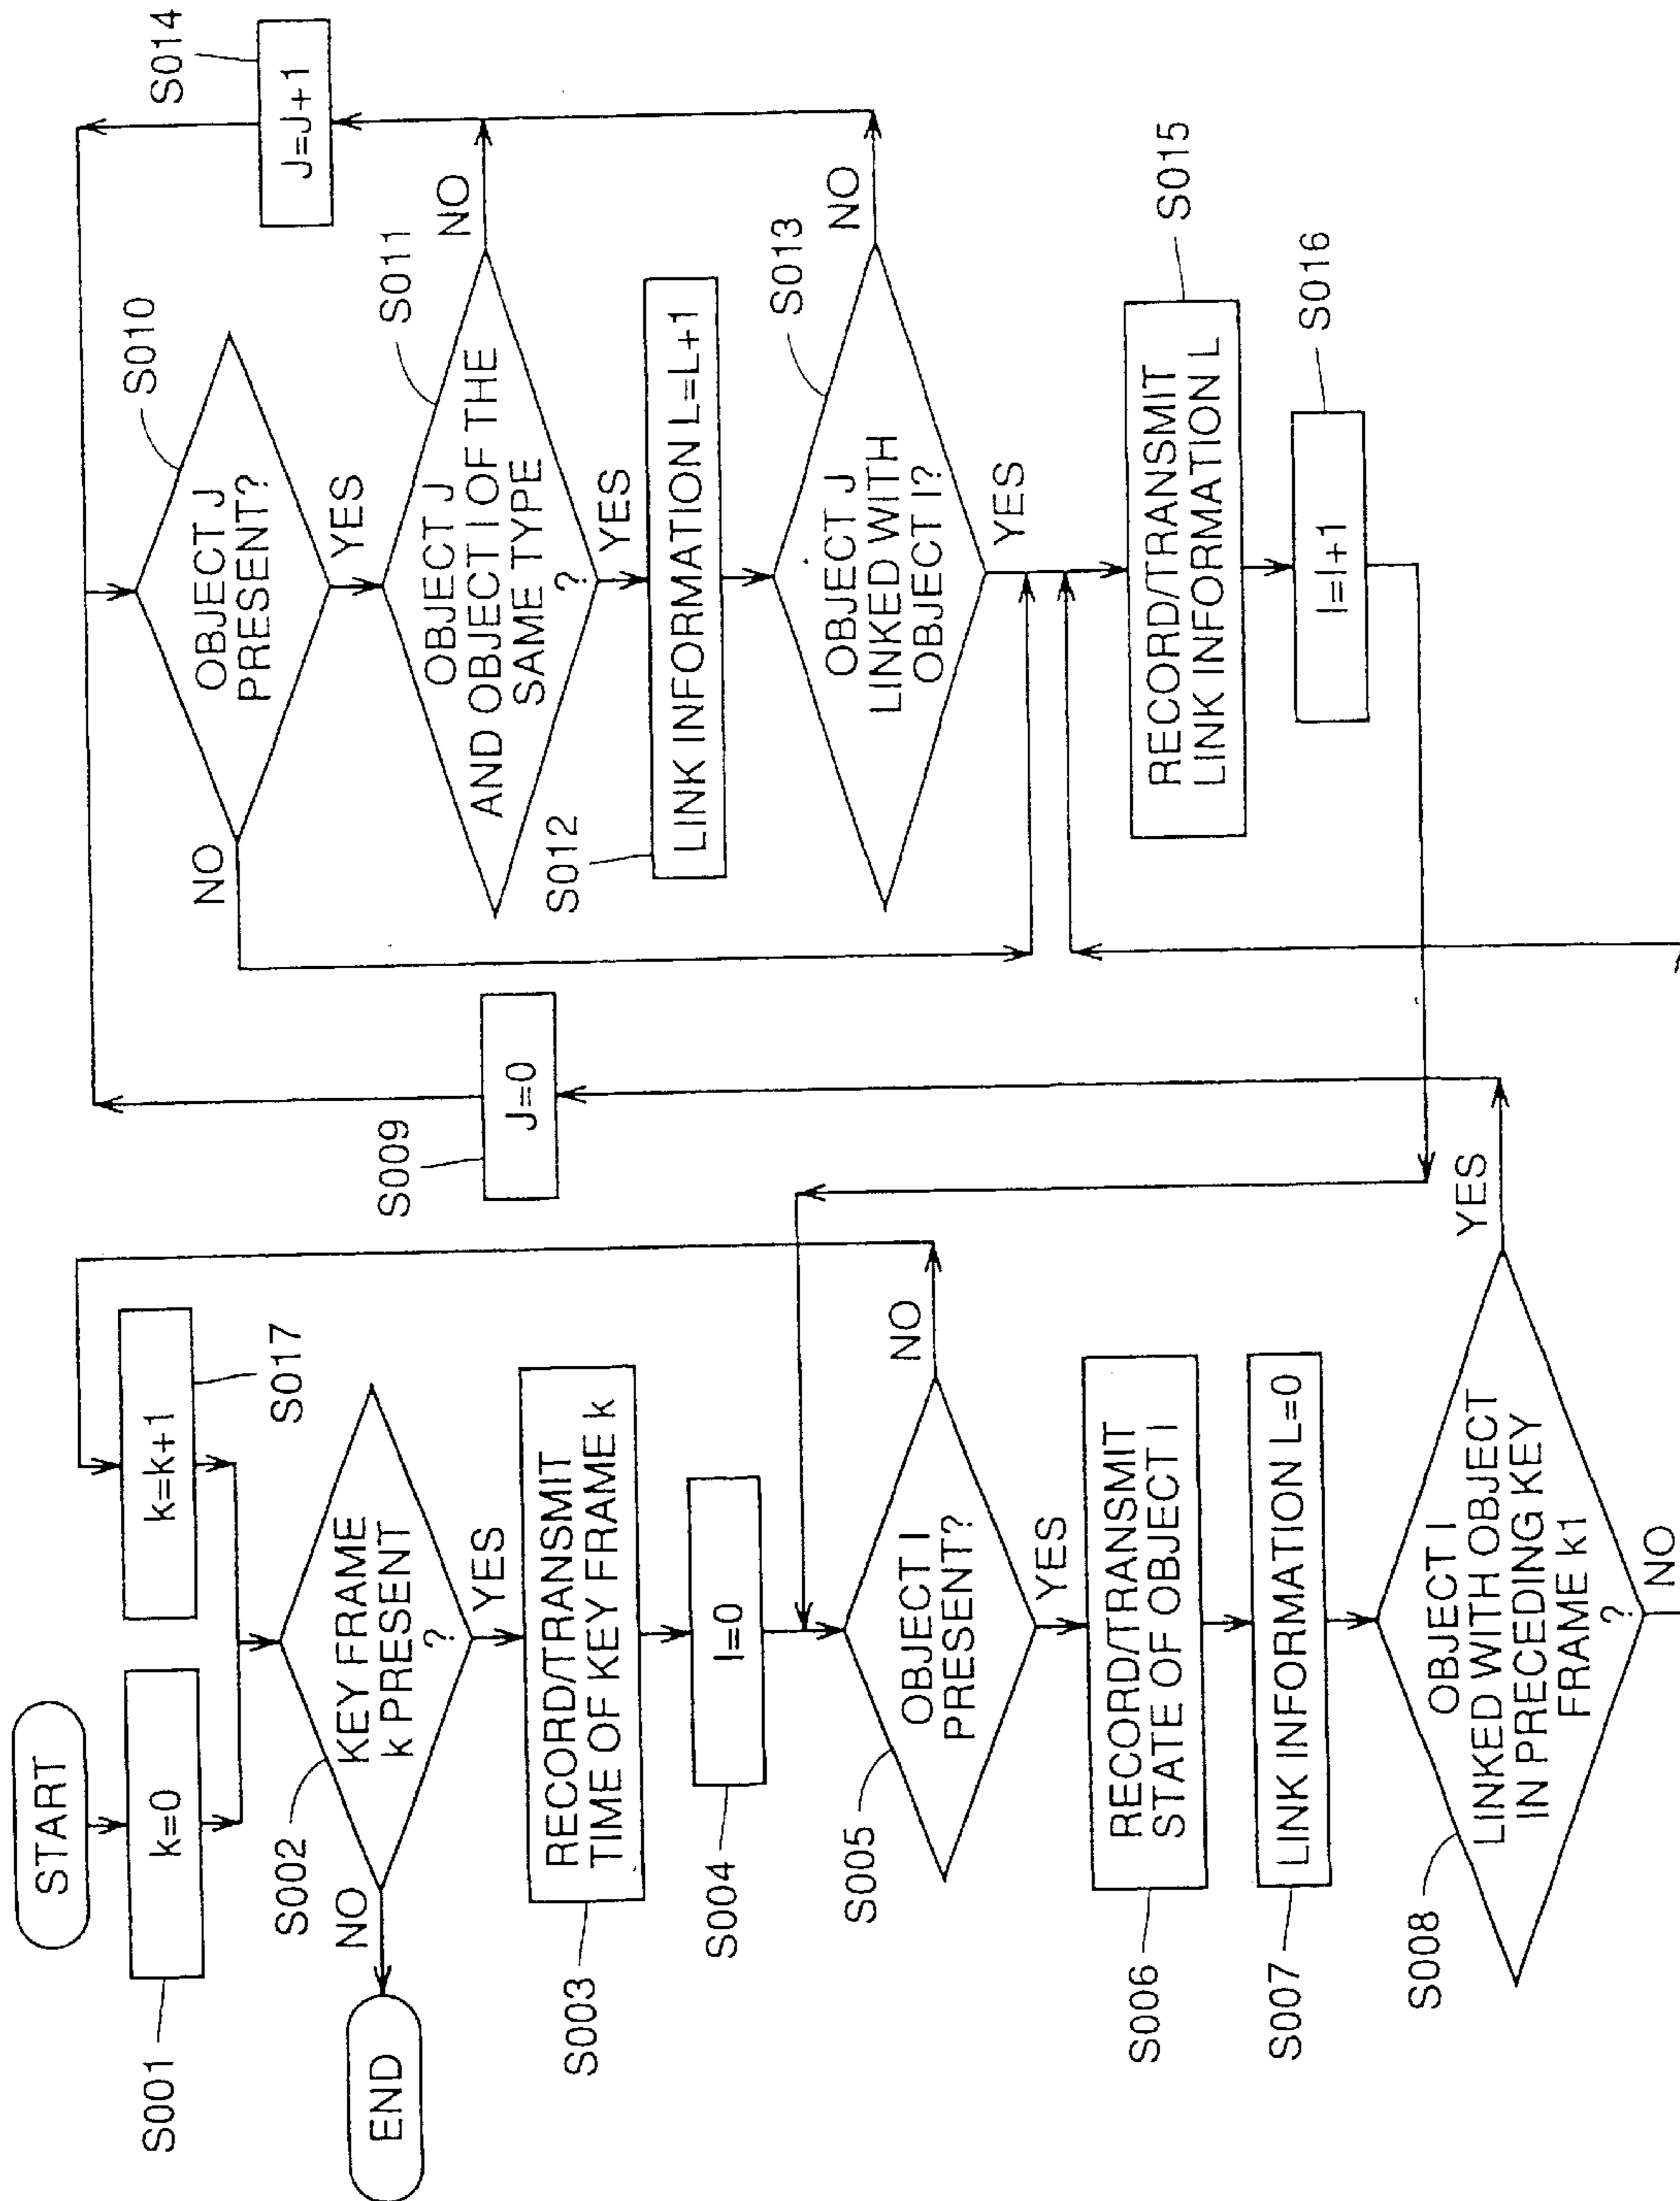 START
S001
k=0
k=k+1
S017
S002
KEY FRAME
k PRESENT
?
NO
YES
END
S003
RECORD/TRANSMIT
TIME OF KEY FRAME k
S004
I=0
S005
OBJECT I
PRESENT?
NO
YES
S006
RECORD/TRANSMIT
STATE OF OBJECT I
S007
LINK INFORMATION L=0
S008
OBJECT I
LINKED WITH OBJECT
IN PRECEDING KEY
FRAME k1
?
YES
NO
S009
J=0
S010
OBJECT J
PRESENT?
NO
YES
S011
OBJECT J
AND OBJECT I OF THE
SAME TYPE
?
NO
YES
S012
LINK INFORMATION L=L+1
S013
OBJECT J
LINKED WITH
OBJECT I?
NO
YES
S014
J=J+1
S015
RECORD/TRANSMIT
LINK INFORMATION L
S016
I=I+1